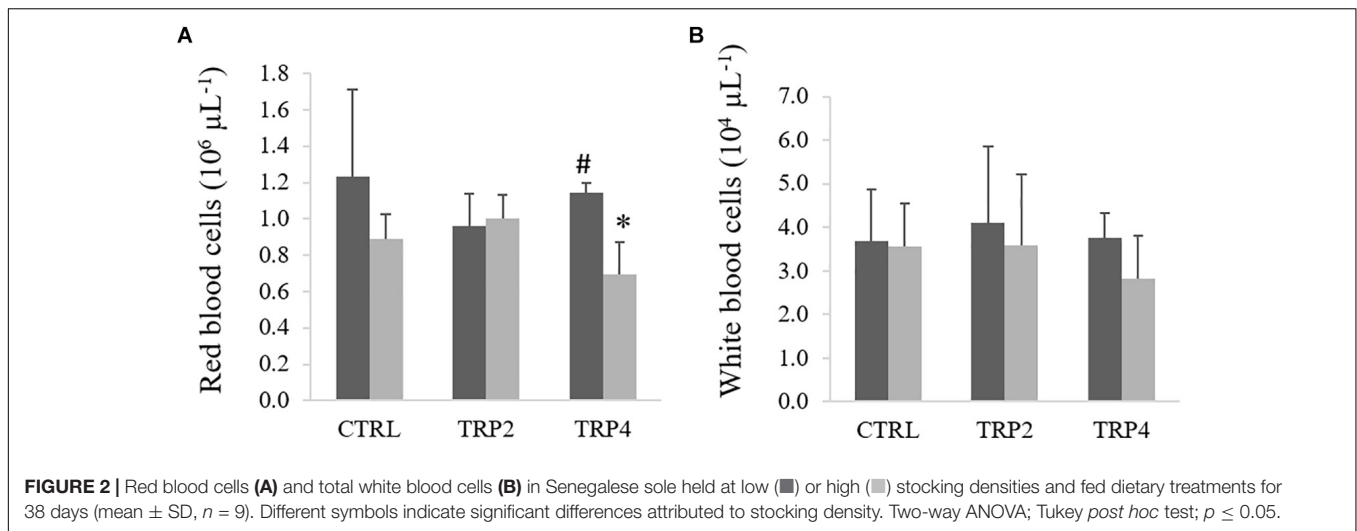 A
Red blood cells (10⁶ µL⁻¹)
1.8
1.6
1.4
1.2
1.0
0.8
0.6
0.4
0.2
0.0
#
*
CTRL TRP2 TRP4
B
White blood cells (10⁴ µL⁻¹)
7.0
6.0
5.0
4.0
3.0
2.0
1.0
0.0
CTRL TRP2 TRP4
FIGURE 2 | Red blood cells (A) and total white blood cells (B) in Senegalese sole held at low (■) or high (■) stocking densities and fed dietary treatments for
38 days (mean ± SD, n = 9). Different symbols indicate significant differences attributed to stocking density. Two-way ANOVA; Tukey post hoc test; p ≤ 0.05.